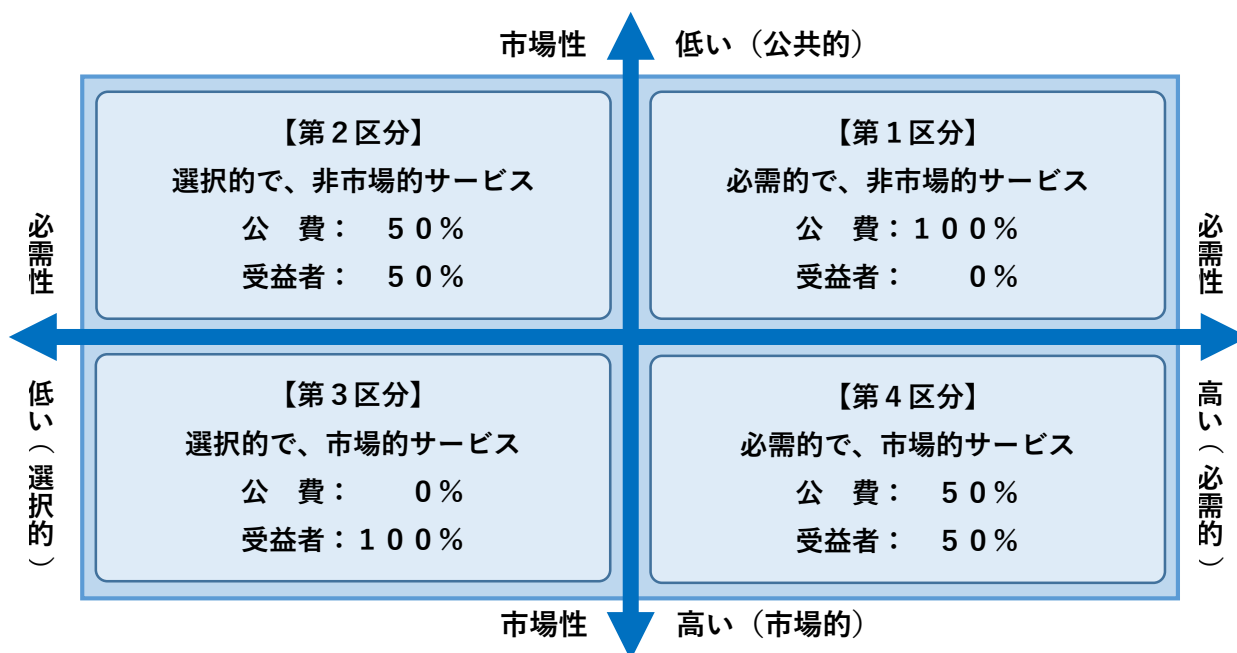 市場性 低い（公共的）
【第２区分】
選択的で、非市場的サービス
公　費：　５０％
受益者：　５０％
【第１区分】
必需的で、非市場的サービス
公　費：１００％
受益者：　　０％
必需性
必需性
低い（選択的）
高い（必需的）
【第３区分】
選択的で、市場的サービス
公　費：　　０％
受益者：１００％
【第４区分】
必需的で、市場的サービス
公　費：　５０％
受益者：　５０％
市場性 高い（市場的）